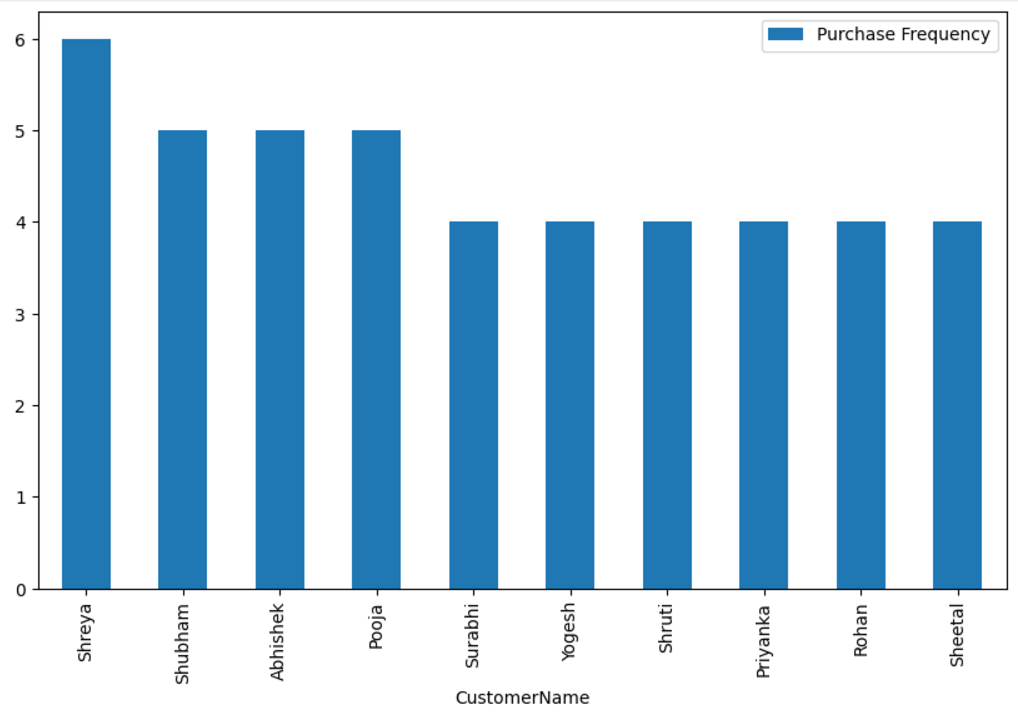 Purchase Frequency
6
5
4
3
2
1
0
Shreya
Shubham
Abhishek
Pooja
Surabhi
Yogesh
Shruti
Priyanka
Rohan
Sheetal
CustomerName